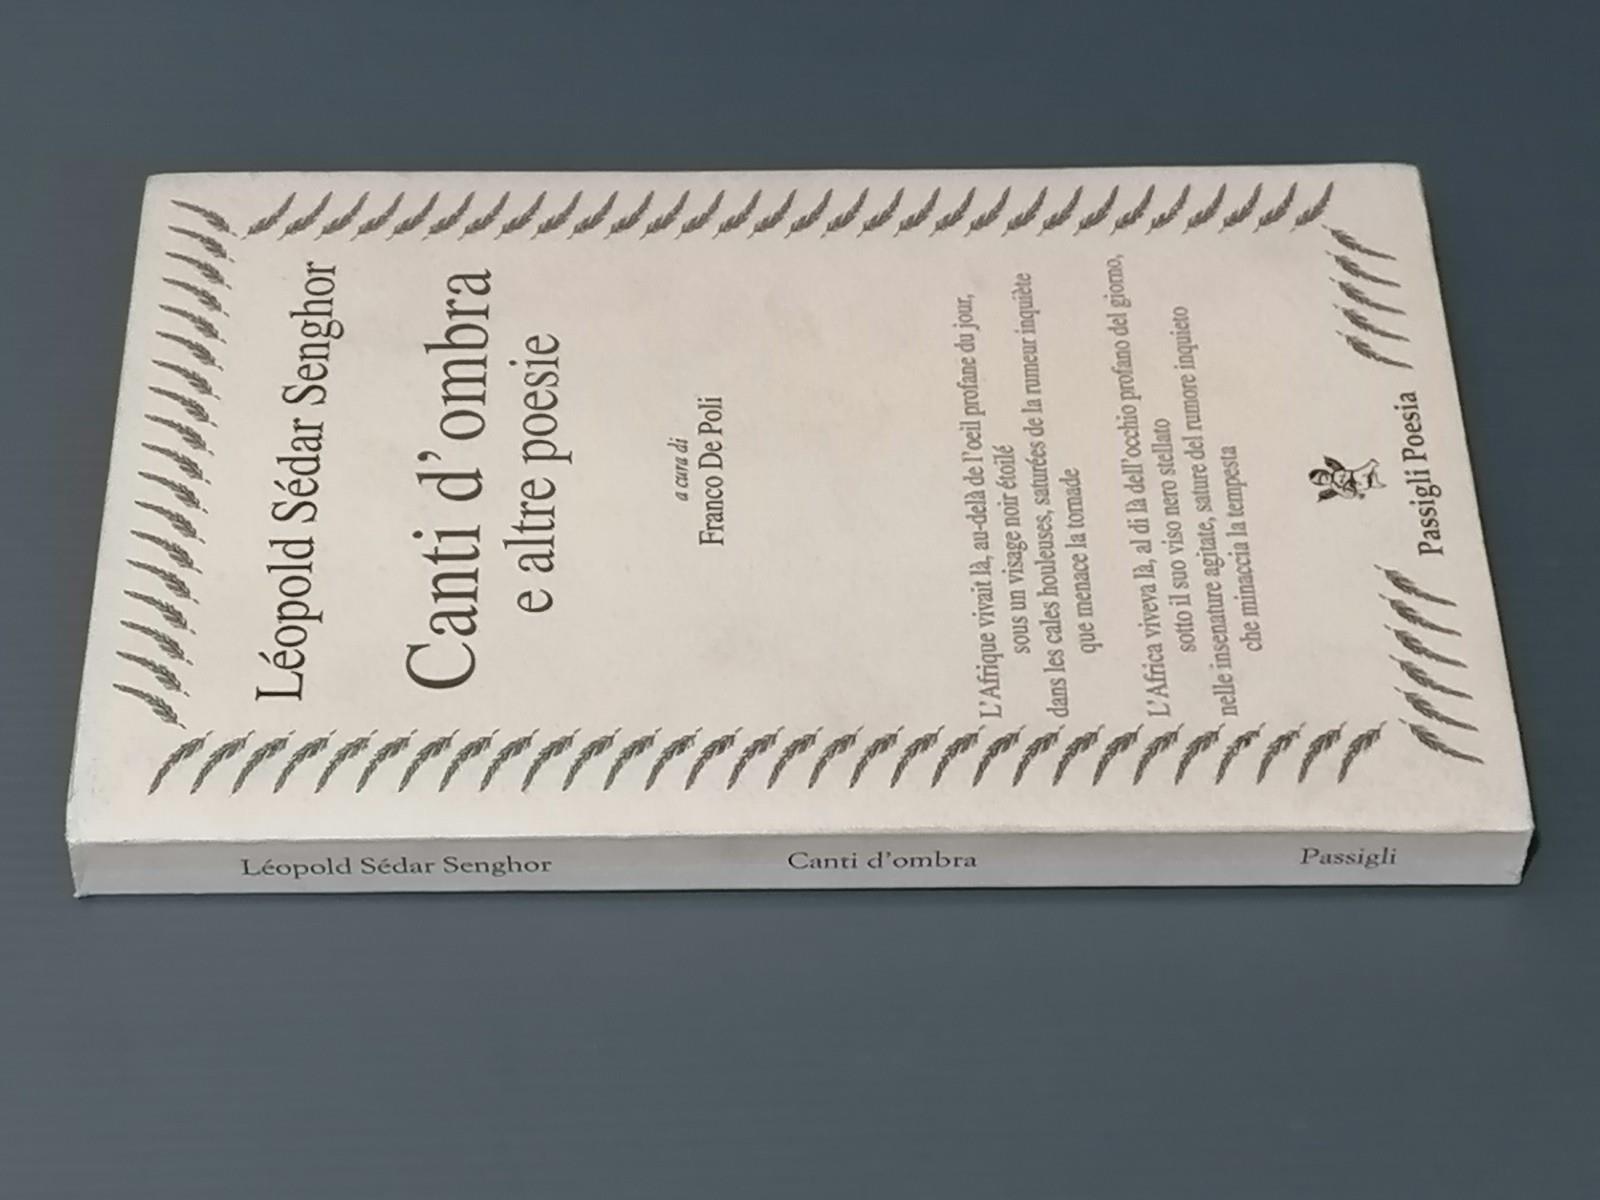 Léopold Sédar Senghor
Canti d'ombra
e altre poesie
a cura di
Franco De Poli
L'Afrique vivait là, au-delà de l'oeil profane du jour,
sous un visage noir étoilé
dans les cales houleuses, saturées de la rumeur inquiète
que menace la tornade
L'Africa viveva là, al di là dell'occhio profano del giorno,
sotto il suo viso nero stellato
nelle insenature agitate, sature del rumore inquieto
che minaccia la tempesta
Passigli Poesia
Léopold Sédar Senghor Canti d'ombra Passigli